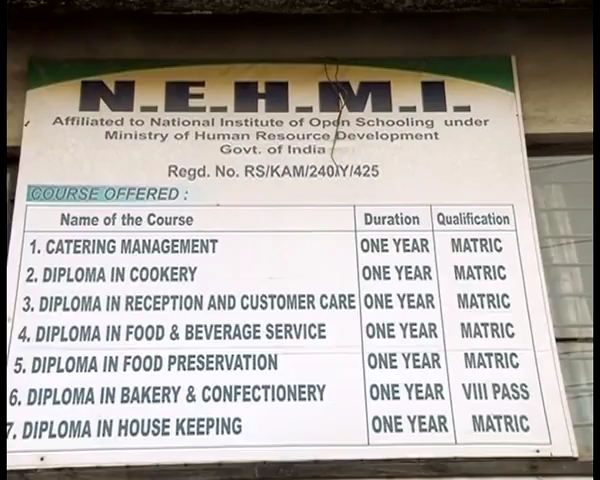 N.E.H.M.I.
Affiliated to National Institute of Open Schooling under
Ministry of Human Resource Development
Govt. of India
Regd. No. RS/KAM/240/Y/425
COURSE OFFERED :
Name of the Course Duration Qualification
1. CATERING MANAGEMENT ONE YEAR MATRIC
2. DIPLOMA IN COOKERY ONE YEAR MATRIC
3. DIPLOMA IN RECEPTION AND CUSTOMER CARE ONE YEAR MATRIC
4. DIPLOMA IN FOOD & BEVERAGE SERVICE ONE YEAR MATRIC
5. DIPLOMA IN FOOD PRESERVATION ONE YEAR MATRIC
6. DIPLOMA IN BAKERY & CONFECTIONERY ONE YEAR VIII PASS
7. DIPLOMA IN HOUSE KEEPING ONE YEAR MATRIC